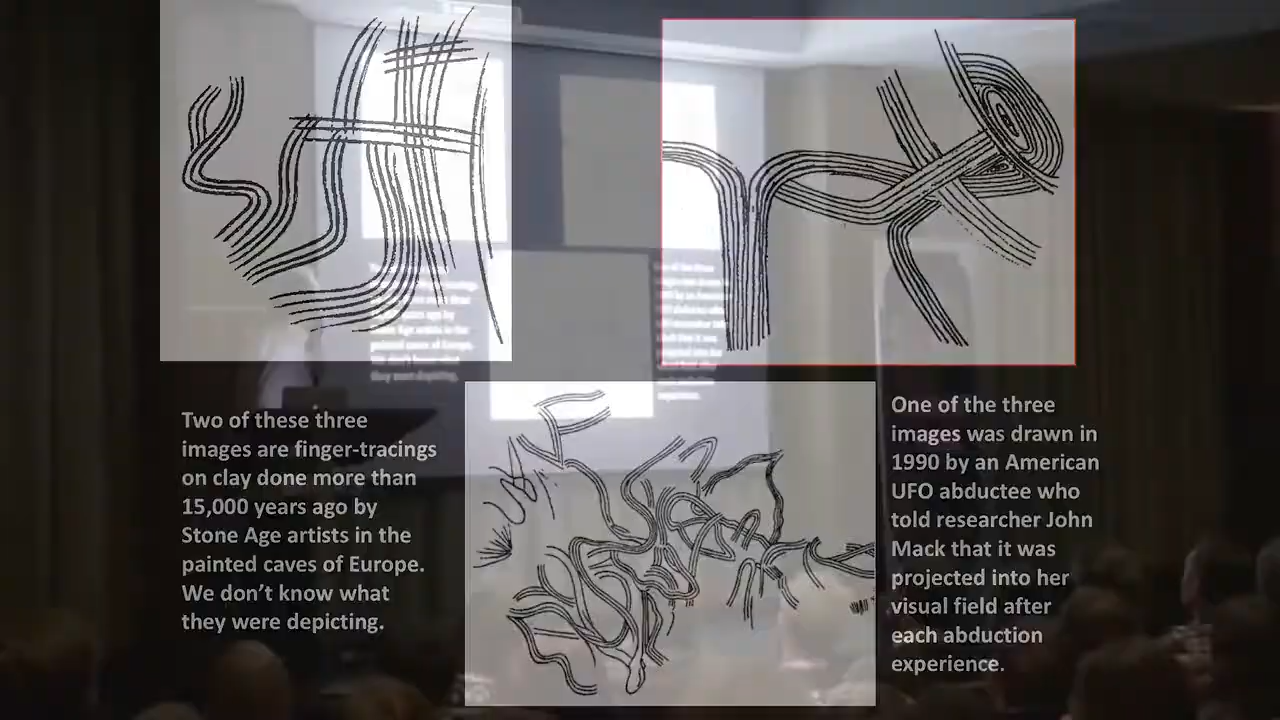 Two of these three
images are finger-tracings
on clay done more than
15,000 years ago by
Stone Age artists in the
painted caves of Europe.
We don't know what
they were depicting.
One of the three
images was drawn in
1990 by an American
UFO abductee who
told researcher John
Mack that it was
projected into her
visual field after
each abduction
experience.